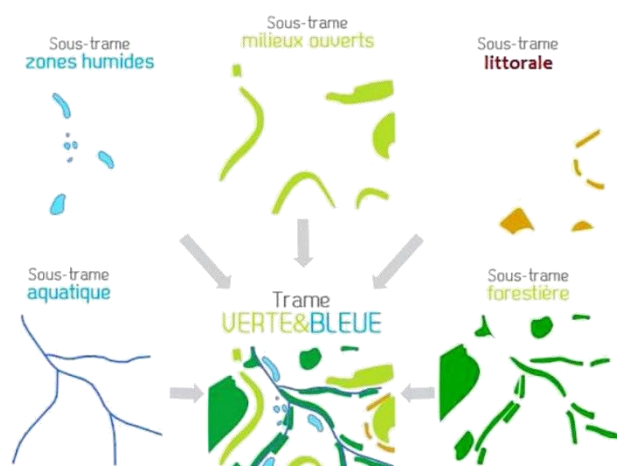 Sous-trame
zones humides
Sous-trame
milieux ouverts
Sous-trame
littorale
Sous-trame
aquatique
Trame
VERTE&BLEUE
Sous-trame
forestière